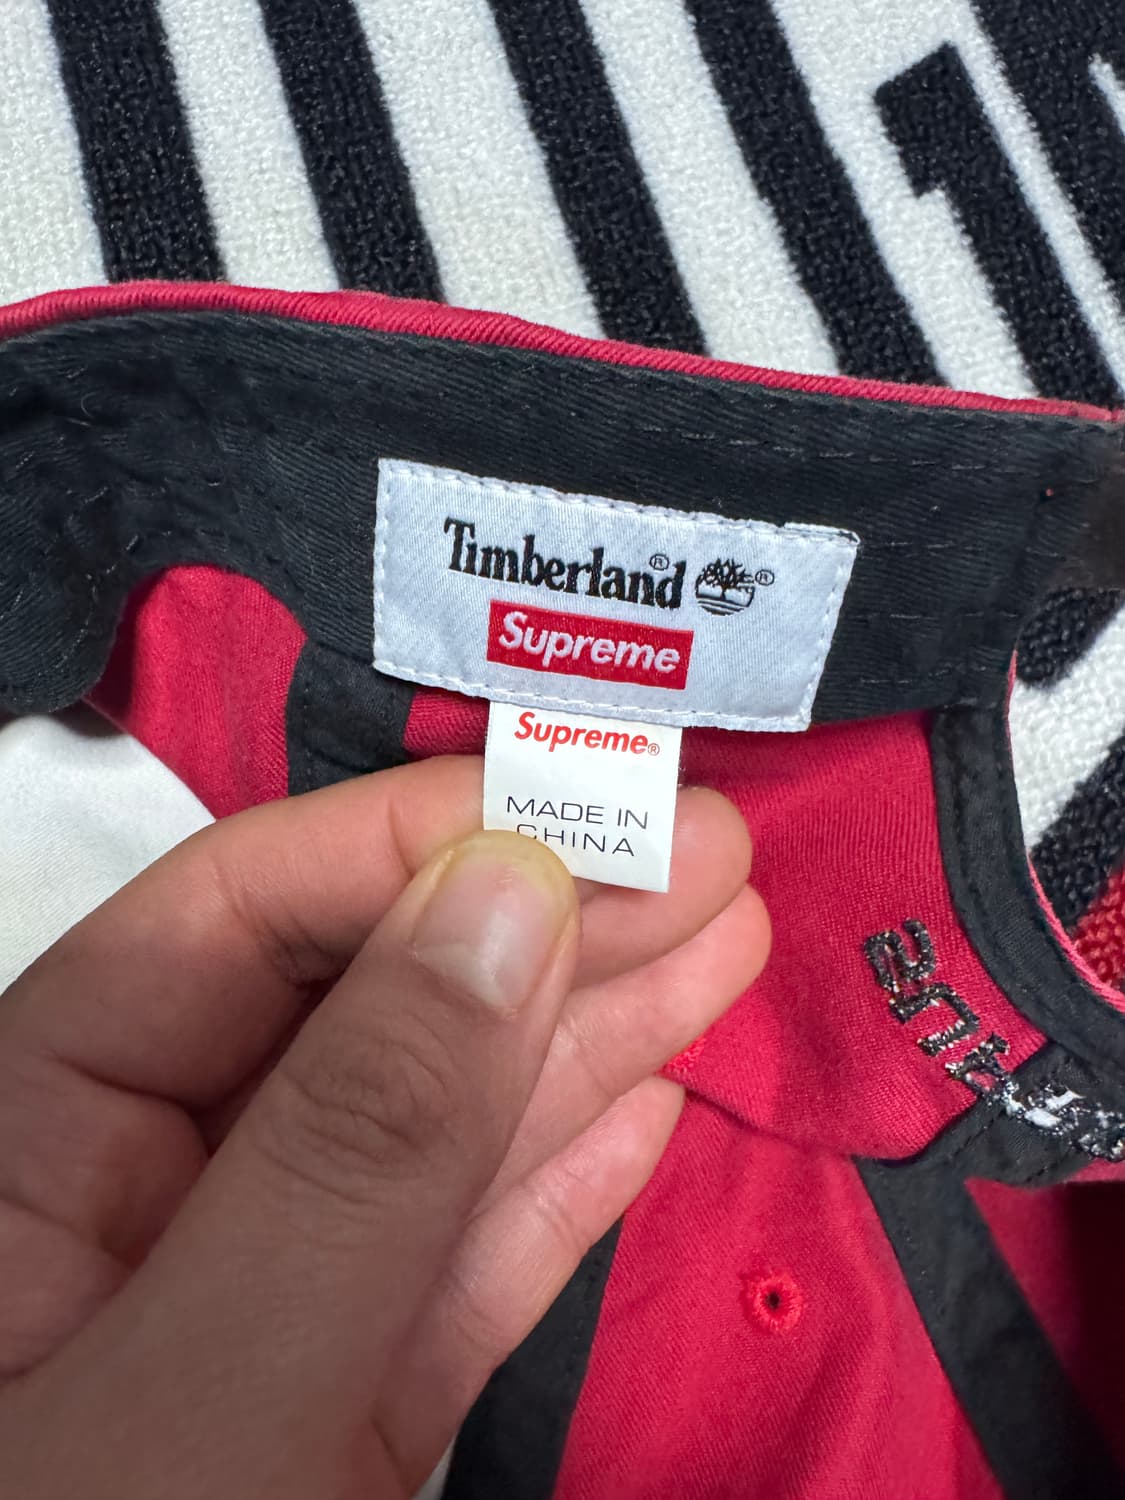 Timberland®
®
Supreme
Supreme®
MADE IN
CHINA